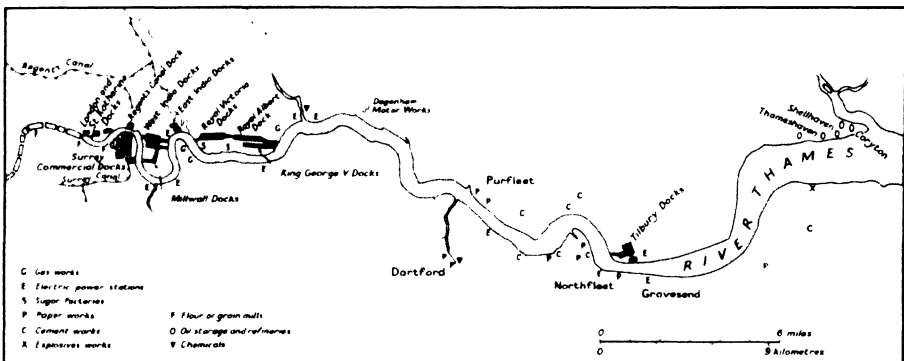 Regent's Canal
London and
St. Katherine
Docks
Regents Canal Dock
West India Docks
East India Docks
Royal Victoria
Docks
Royal Albert
Dock
Surrey
Commercial Docks
Surrey Canal
Millwall Docks
King George V Docks
Dagenham
Motor Works
Purfleet
Dartford
Northfleet
Tilbury Docks
Gravesend
RIVER THAMES
Thameshaven
Shellhaven
Coryton
G Gas works
E Electric power stations
S Sugar factories
P Paper works
C Cement works
X Explosives works
F Flour or grain mills
O Oil storage and refineries
▼ Chemicals
0 6 miles
0 9 kilometres